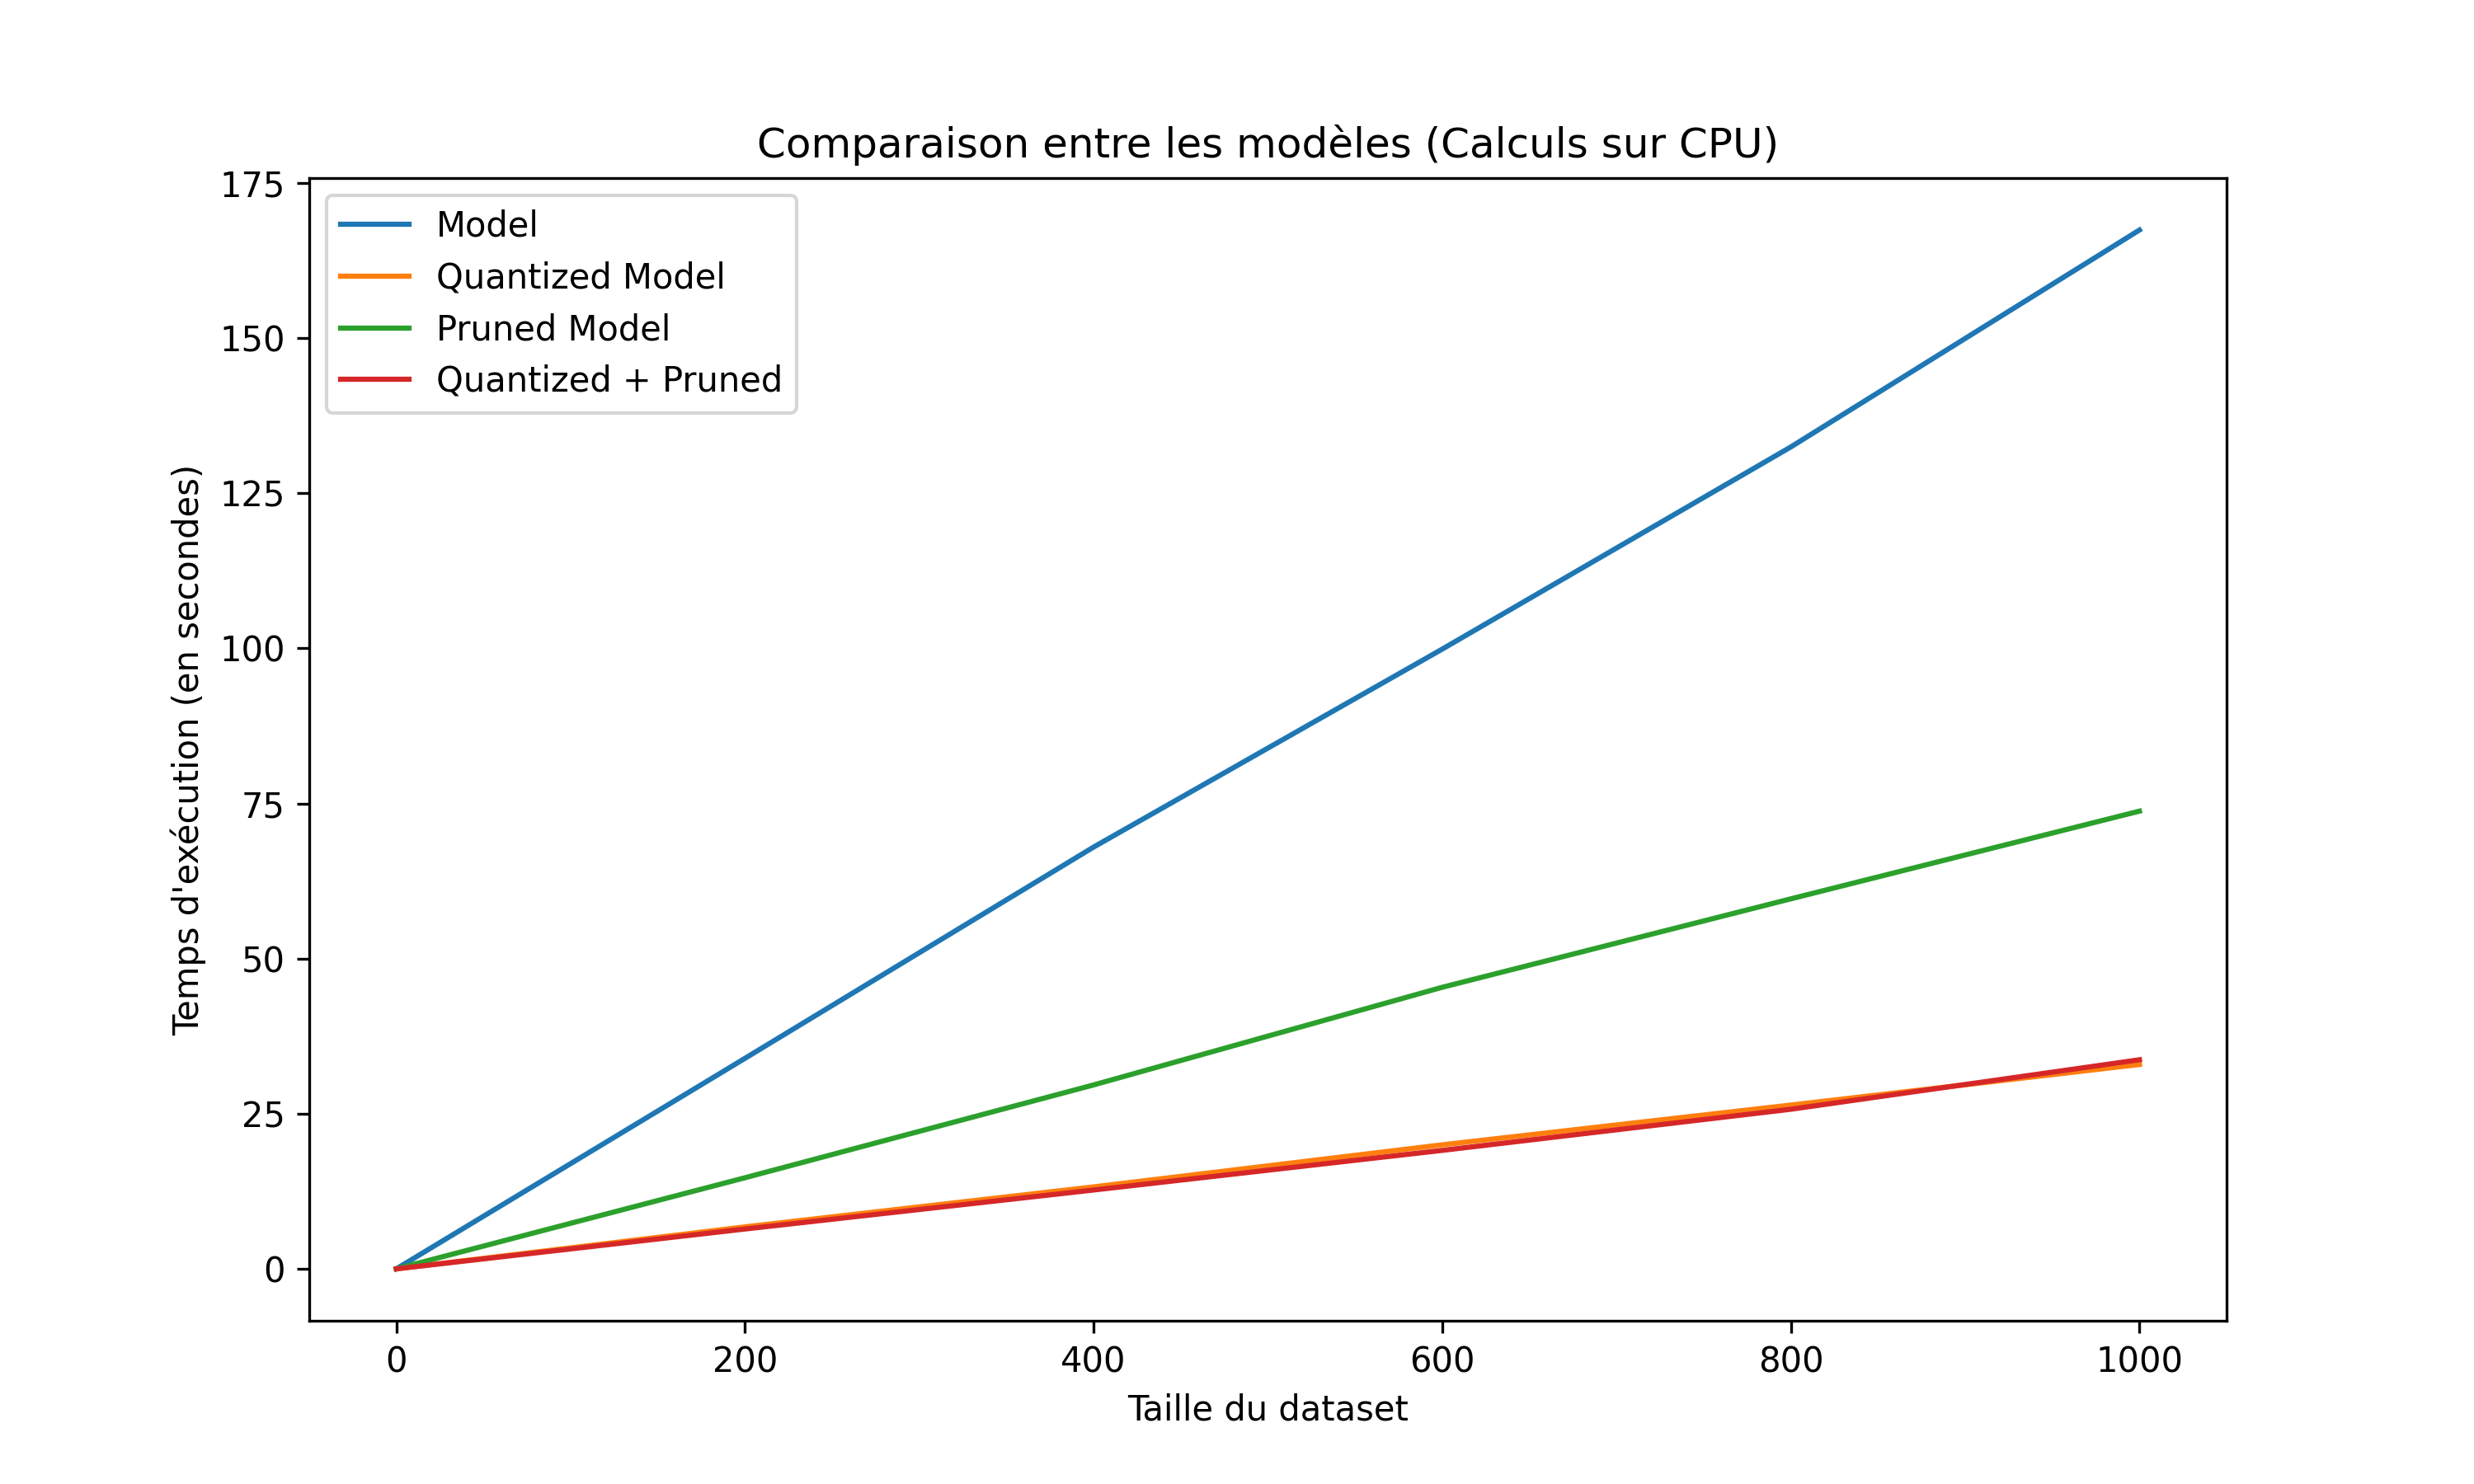 Comparaison entre les modèles (Calculs sur CPU)
Model
Quantized Model
Pruned Model
Quantized + Pruned
Temps d'exécution (en secondes)
175
150
125
100
75
50
25
0
0 200 400 600 800 1000
Taille du dataset